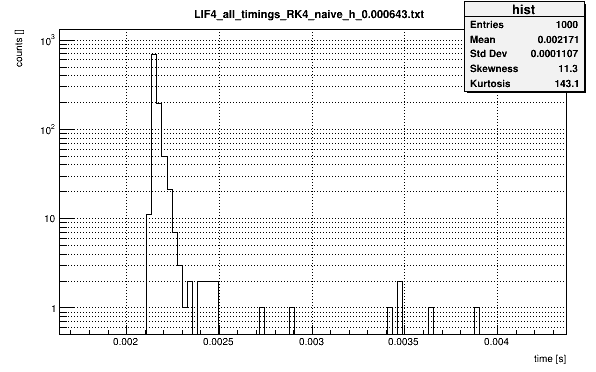 LIF4_all_timings_RK4_naive_h_0.000643.txt
hist
Entries 1000
Mean 0.002171
Std Dev 0.0001107
Skewness 11.3
Kurtosis 143.1
counts []
10³
10²
10
1
0.002 0.0025 0.003 0.0035 0.004
time [s]